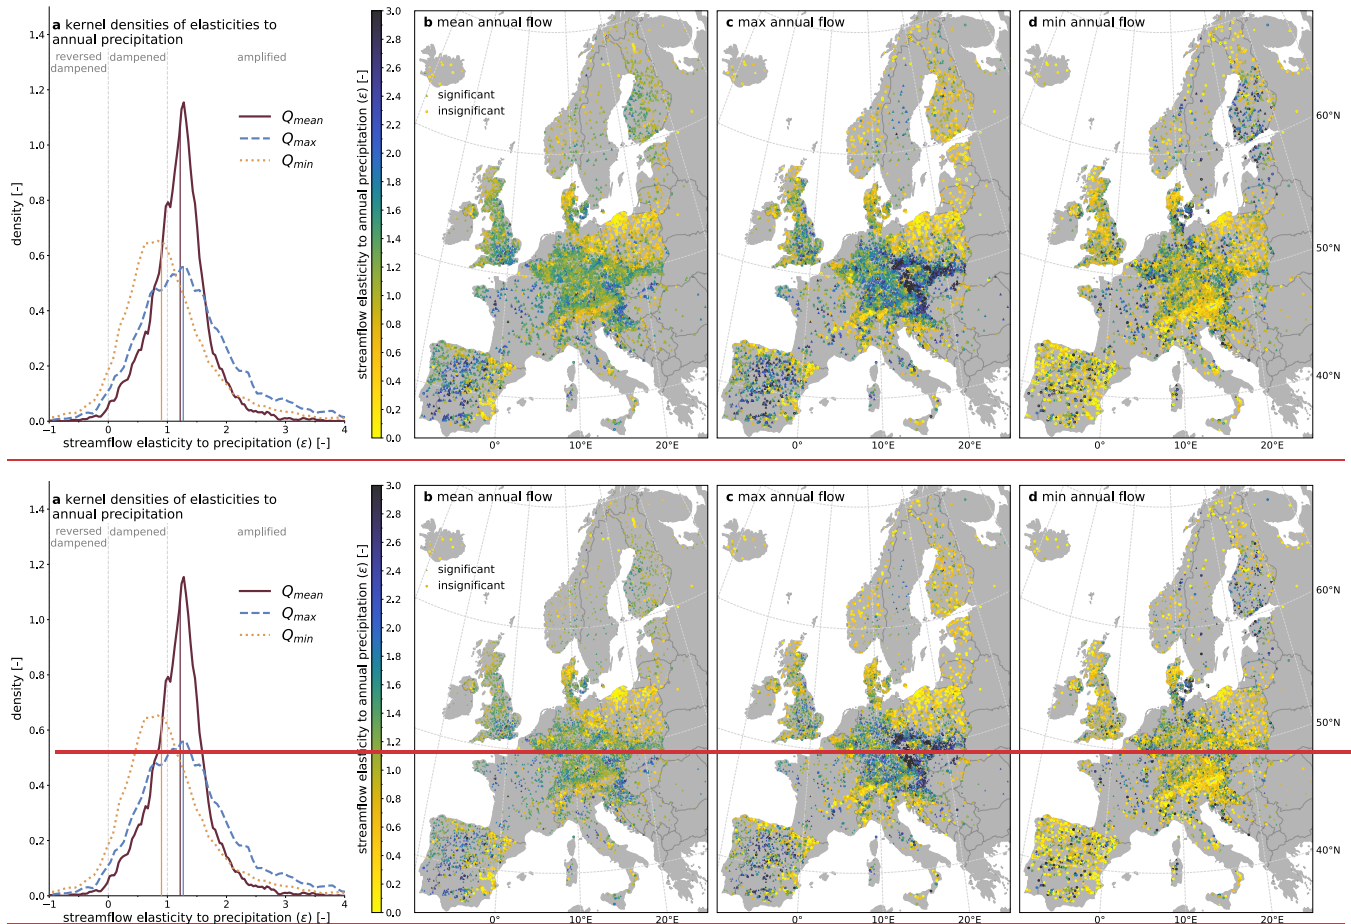 a kernel densities of elasticities to
annual precipitation
reversed
dampened
dampened
amplified
Q_mean
Q_max
Q_min
density [-]
1.4
1.2
1.0
0.8
0.6
0.4
0.2
0.0
−1 0 1 2 3 4
streamflow elasticity to precipitation (ε) [-]
3.0
2.8
2.6
2.4
2.2
2.0
1.8
1.6
1.4
1.2
1.0
0.8
0.6
0.4
0.2
0.0
streamflow elasticity to annual precipitation (ε) [-]
b mean annual flow
significant
insignificant
c max annual flow
d min annual flow
60°N
50°N
40°N
0° 10°E 20°E
0° 10°E 20°E
0° 10°E 20°E
a kernel densities of elasticities to
annual precipitation
reversed
dampened
dampened
amplified
Q_mean
Q_max
Q_min
density [-]
1.4
1.2
1.0
0.8
0.6
0.4
0.2
0.0
−1 0 1 2 3 4
streamflow elasticity to precipitation (ε) [-]
3.0
2.8
2.6
2.4
2.2
2.0
1.8
1.6
1.4
1.2
1.0
0.8
0.6
0.4
0.2
0.0
streamflow elasticity to annual precipitation (ε) [-]
b mean annual flow
significant
insignificant
c max annual flow
d min annual flow
60°N
50°N
40°N
0° 10°E 20°E
0° 10°E 20°E
0° 10°E 20°E